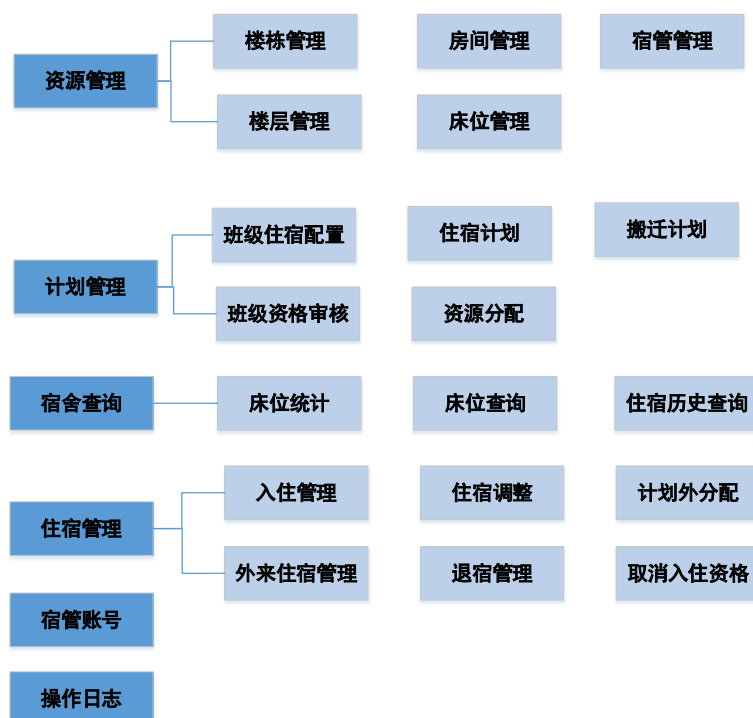 楼栋管理
房间管理
宿管管理
资源管理
楼层管理
床位管理
班级住宿配置
住宿计划
搬迁计划
计划管理
班级资格审核
资源分配
宿舍查询
床位统计
床位查询
住宿历史查询
入住管理
住宿调整
计划外分配
住宿管理
外来住宿管理
退宿管理
取消入住资格
宿管账号
操作日志